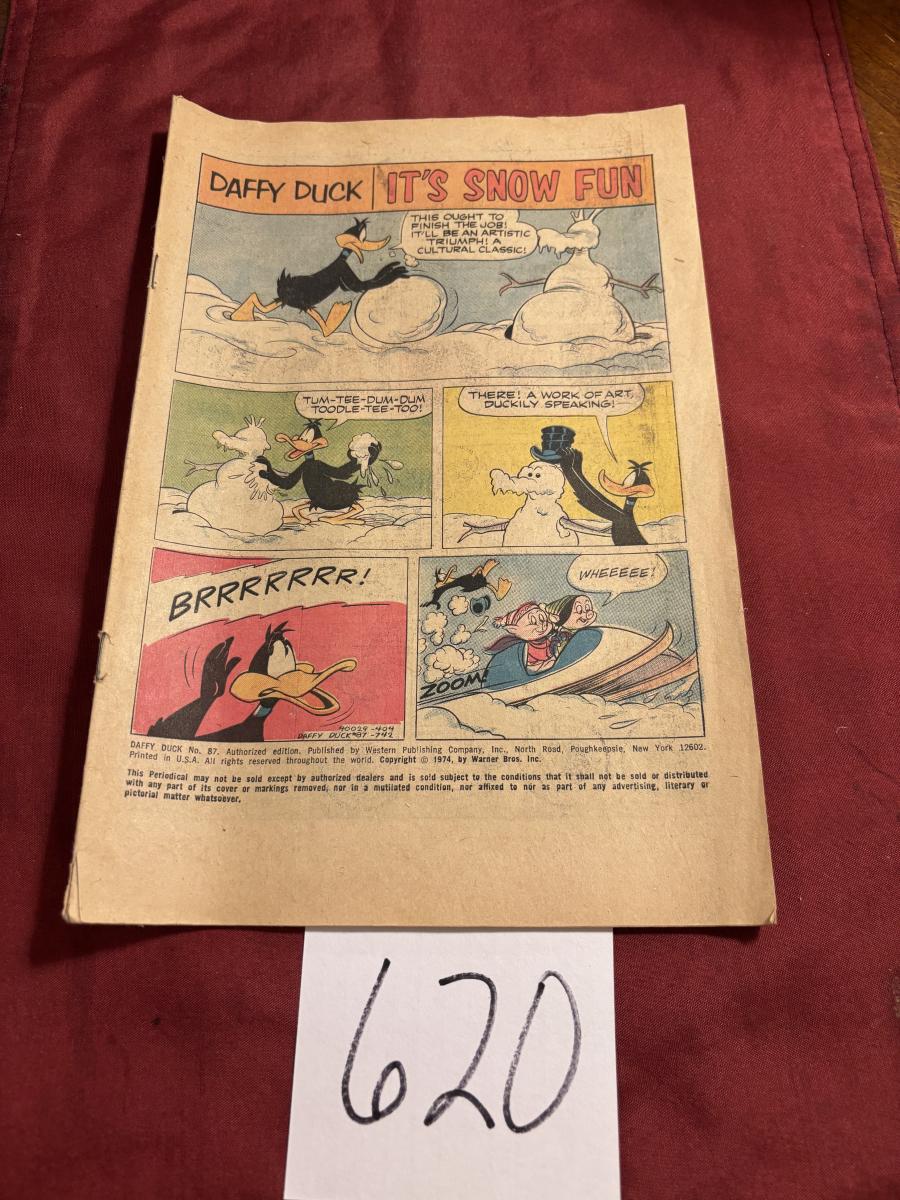 DAFFY DUCK IT'S SNOW FUN
THIS OUGHT TO
FINISH THE JOB!
IT'LL BE AN ARTISTIC
TRIUMPH! A
CULTURAL CLASSIC!
TUM-TEE-DUM-DUM
TOODLE-TEE-TOO!
THERE! A WORK OF ART,
DUCKILY SPEAKING!
BRRRRRRR!
40029-404
DAFFY DUCK#87-742
WHEEEEE!
ZOOM!
DAFFY DUCK No. 87. Authorized edition. Published by Western Publishing Company, Inc., North Road, Poughkeepsie, New York 12602.
Printed in U.S.A. All rights reserved throughout the world. Copyright © 1974, by Warner Bros. Inc.
This Periodical may not be sold except by authorized dealers and is sold subject to the conditions that it shall not be sold or distributed
with any part of its cover or markings removed, nor in a mutilated condition, nor affixed to nor as part of any advertising, literary or
pictorial matter whatsoever.
620